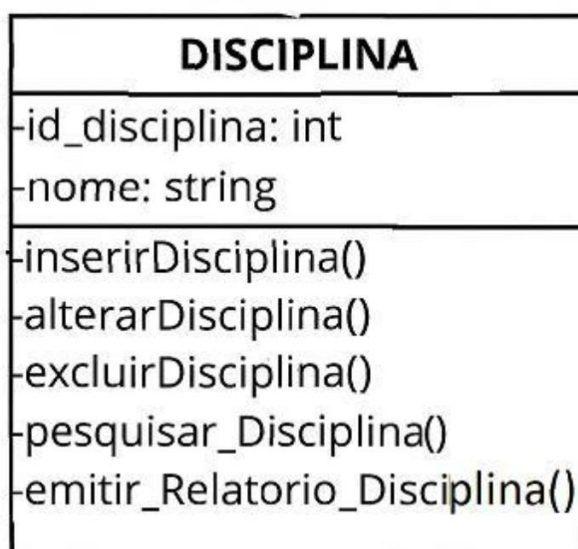 DISCIPLINA
-id_disciplina: int
-nome: string
-inserirDisciplina()
-alterarDisciplina()
-excluirDisciplina()
-pesquisar_Disciplina()
-emitir_Relatorio_Disciplina()